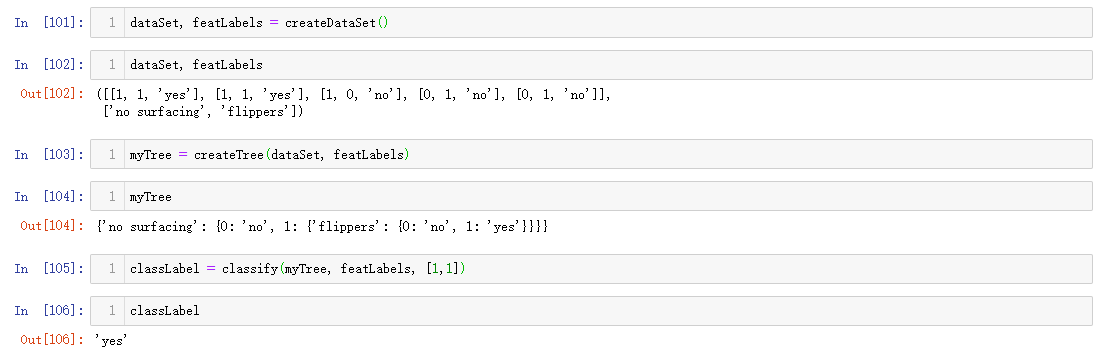 In [101]: 1 dataSet, featLabels = createDataSet()
In [102]: 1 dataSet, featLabels
Out[102]: ([[1, 1, 'yes'], [1, 1, 'yes'], [1, 0, 'no'], [0, 1, 'no'], [0, 1, 'no']],
['no surfacing', 'flippers'])
In [103]: 1 myTree = createTree(dataSet, featLabels)
In [104]: 1 myTree
Out[104]: {'no surfacing': {0: 'no', 1: {'flippers': {0: 'no', 1: 'yes'}}}}
In [105]: 1 classLabel = classify(myTree, featLabels, [1,1])
In [106]: 1 classLabel
Out[106]: 'yes'